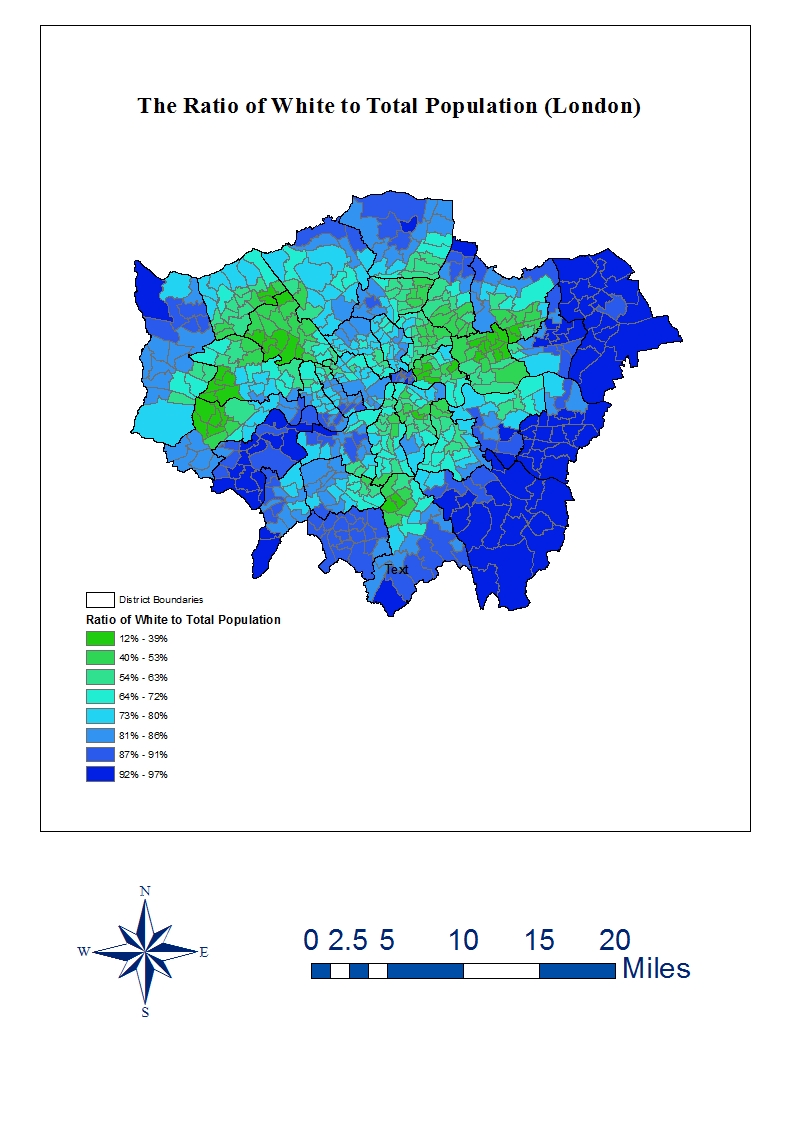 The Ratio of White to Total Population (London)
Text
District Boundaries
Ratio of White to Total Population
12% - 39%
40% - 53%
54% - 63%
64% - 72%
73% - 80%
81% - 86%
87% - 91%
92% - 97%
N
W E
S
0 2.5 5 10 15 20
Miles